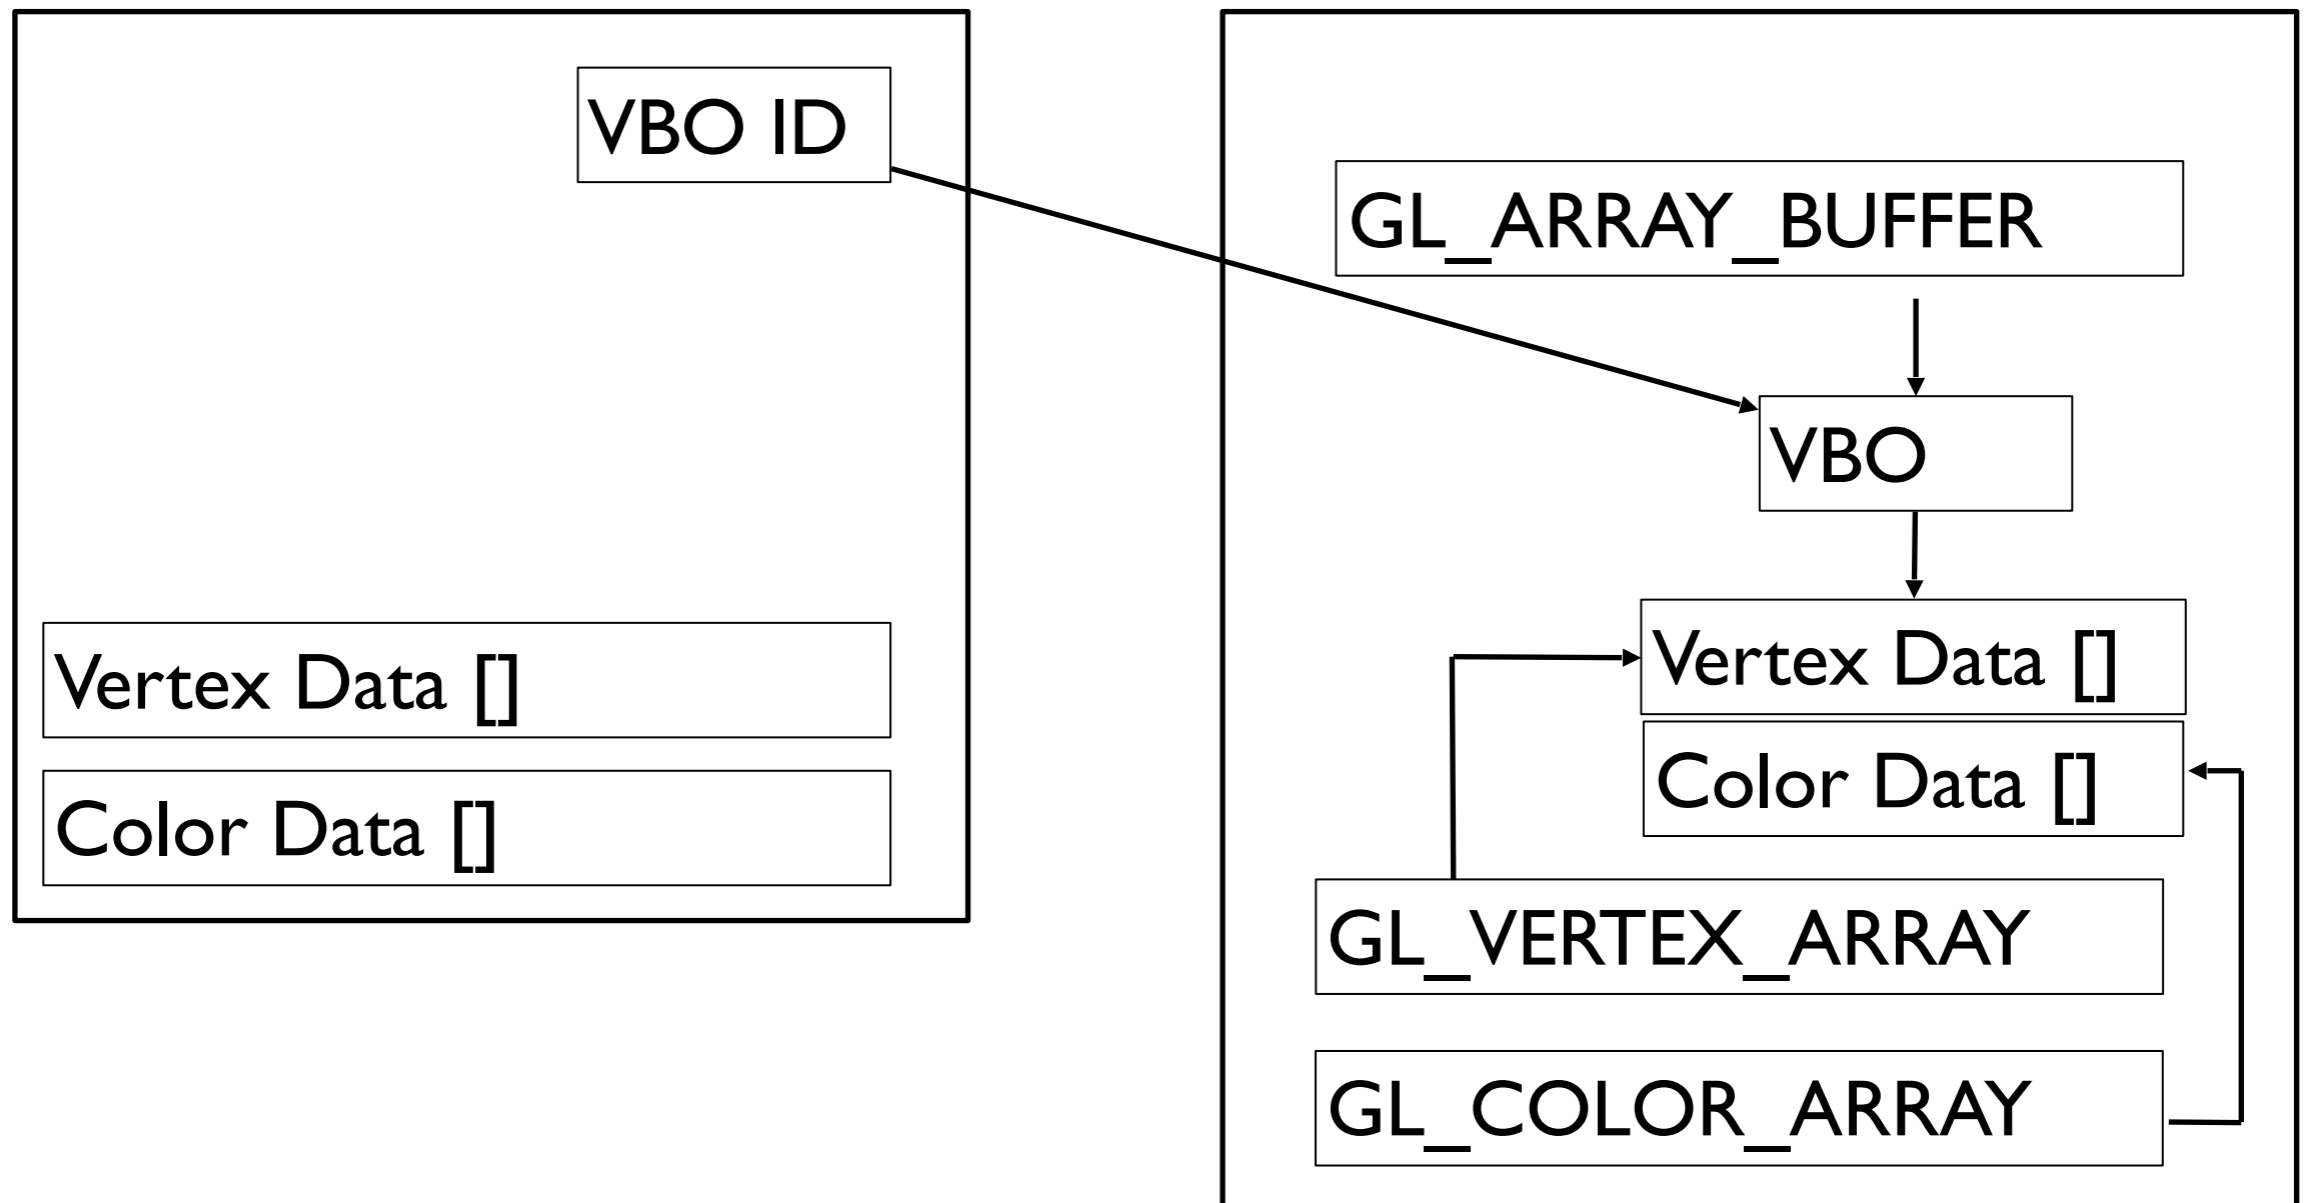 VBO ID
Vertex Data []
Color Data []
GL_ARRAY_BUFFER
VBO
Vertex Data []
Color Data []
GL_VERTEX_ARRAY
GL_COLOR_ARRAY